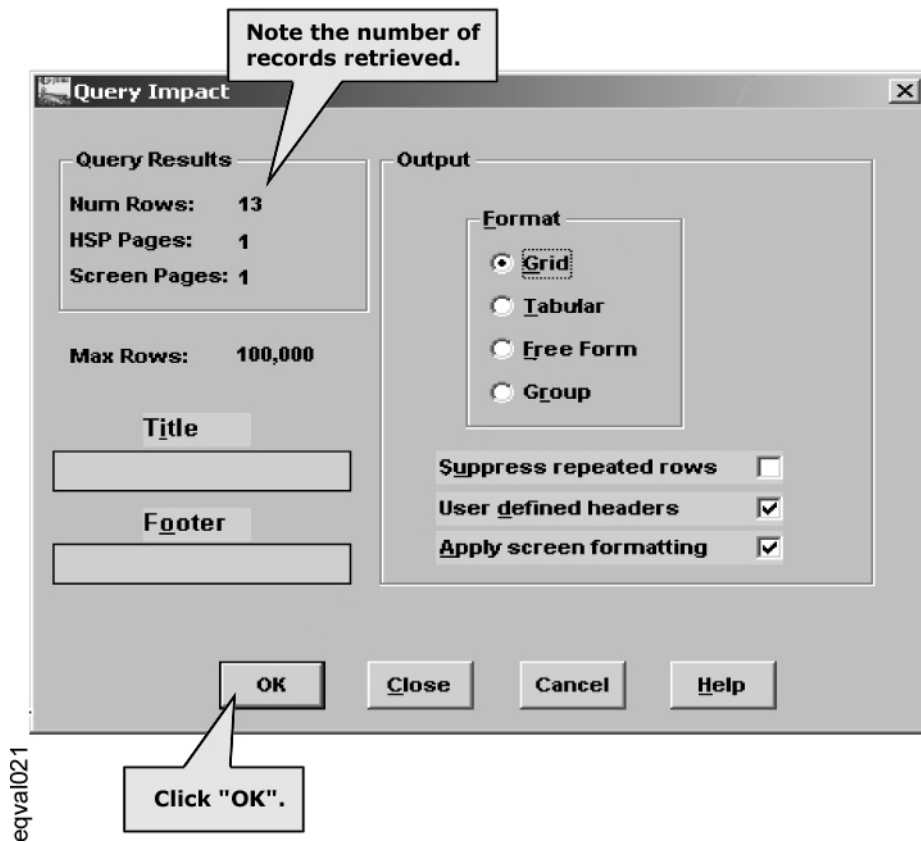 Note the number of
records retrieved.
Query Impact
Query Results
Num Rows: 13
HSP Pages: 1
Screen Pages: 1
Max Rows: 100,000
Title
Footer
Output
Format
Grid
Tabular
Free Form
Group
Suppress repeated rows
User defined headers
Apply screen formatting
OK
Close
Cancel
Help
Click "OK".
eqval021